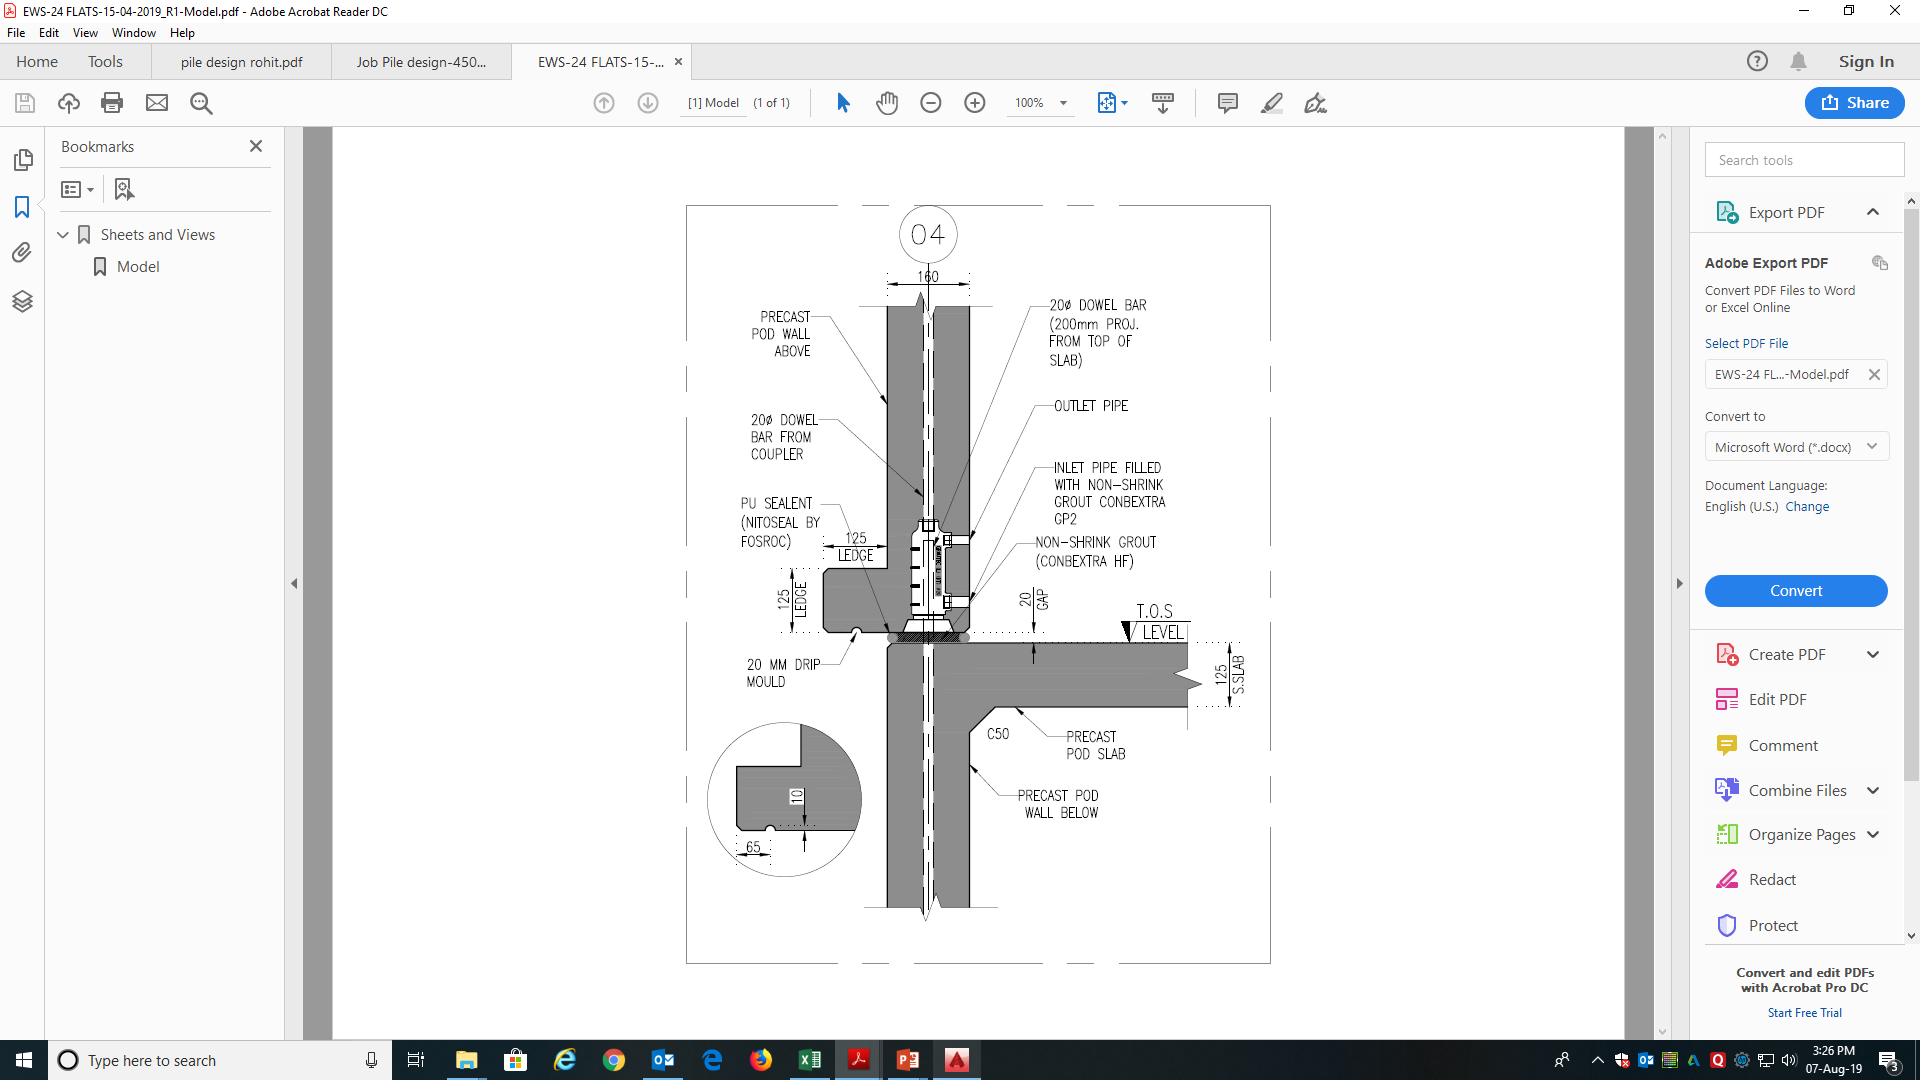 EWS-24 FLATS-15-04-2019_R1-Model.pdf - Adobe Acrobat Reader DC
File Edit View Window Help
Home Tools pile design rohit.pdf Job Pile design-450... EWS-24 FLATS-15-... Sign In
[1] Model (1 of 1) 100% Share
Bookmarks
Sheets and Views
Model
04
160
PRECAST
POD WALL
ABOVE
20ø DOWEL
BAR FROM
COUPLER
PU SEALENT
(NITOSEAL BY
FOSROC)
125
LEDGE
125
LEDGE
20 MM DRIP
MOULD
20ø DOWEL BAR
(200mm PROJ.
FROM TOP OF
SLAB)
OUTLET PIPE
INLET PIPE FILLED
WITH NON-SHRINK
GROUT CONBEXTRA
GP2
NON-SHRINK GROUT
(CONBEXTRA HF)
20
GAP
T.O.S
LEVEL
125
S.SLAB
C50
PRECAST
POD SLAB
PRECAST POD
WALL BELOW
10
65
Search tools
Export PDF
Adobe Export PDF
Convert PDF Files to Word
or Excel Online
Select PDF File
EWS-24 FL...-Model.pdf
Convert to
Microsoft Word (*.docx)
Document Language:
English (U.S.) Change
Convert
Create PDF
Edit PDF
Comment
Combine Files
Organize Pages
Redact
Protect
Convert and edit PDFs
with Acrobat Pro DC
Start Free Trial
Type here to search
3:26 PM
07-Aug-19
3